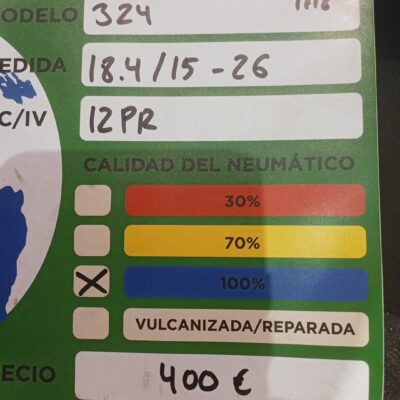 ODELO 324
EDIDA 18.4/15-26
C/IV 12PR
CALIDAD DEL NEUMÁTICO
30%
70%
X 100%
VULCANIZADA/REPARADA
ECIO 400 €